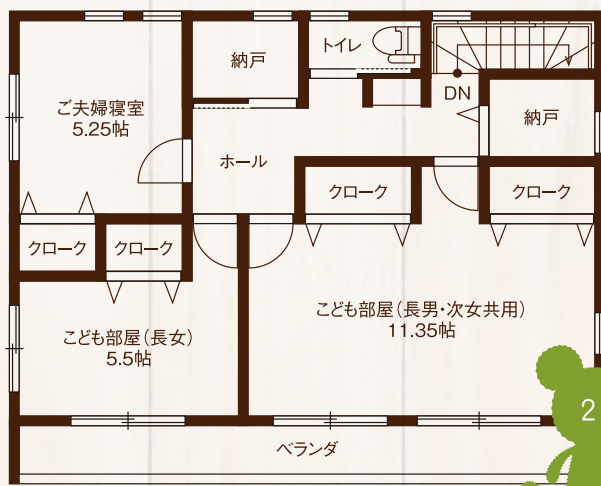 トイレ
納戸
ご夫婦寝室
5.25帖
DN
納戸
ホール
クローク
クローク
クローク
クローク
こども部屋(長女)
5.5帖
こども部屋(長男・次女共用)
11.35帖
2
ベランダ